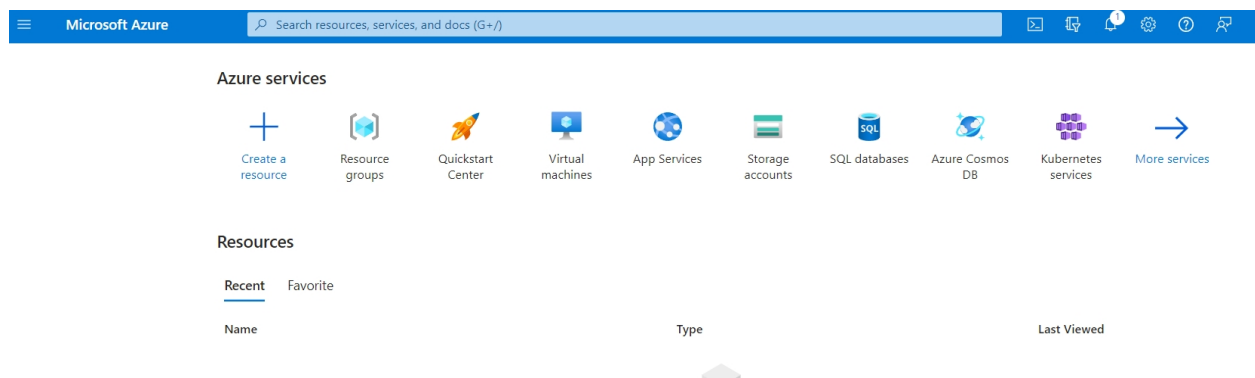 Microsoft Azure
Search resources, services, and docs (G+/)
1
Azure services
Create a
resource
Resource
groups
Quickstart
Center
Virtual
machines
App Services
Storage
accounts
SQL
SQL databases
Azure Cosmos
DB
Kubernetes
services
More services
Resources
Recent Favorite
Name Type Last Viewed